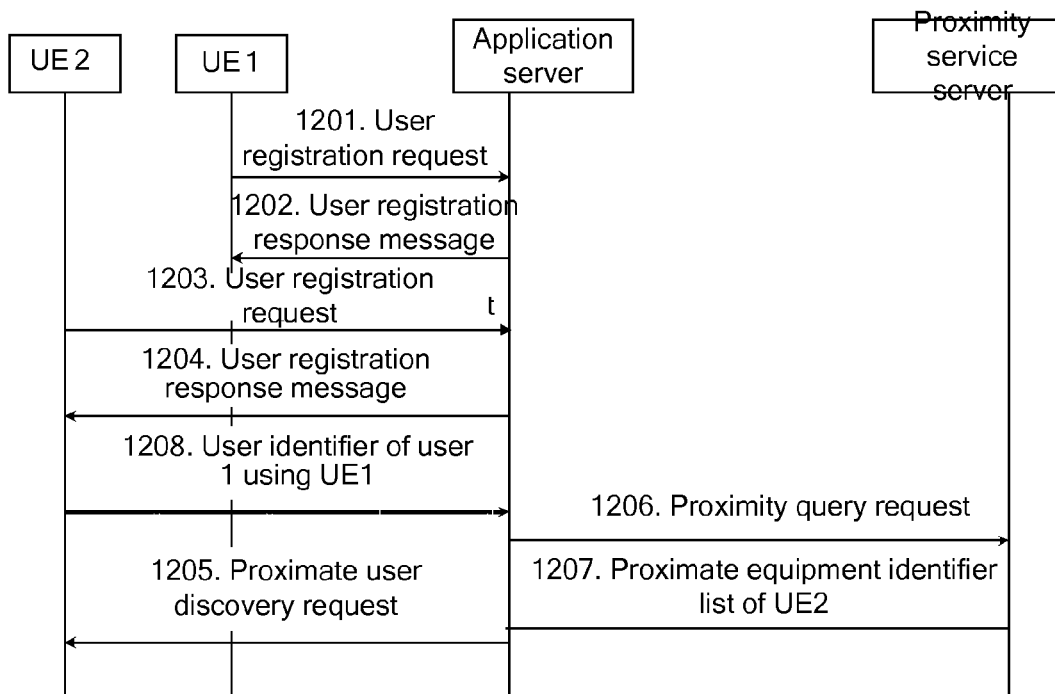 UE 2
UE 1
Application
server
Proximity
service
server
1201. User
registration request
1202. User registration
response message
1203. User registration
request
t
1204. User registration
response message
1208. User identifier of user
1 using UE1
1206. Proximity query request
1205. Proximate user
discovery request
1207. Proximate equipment identifier
list of UE2